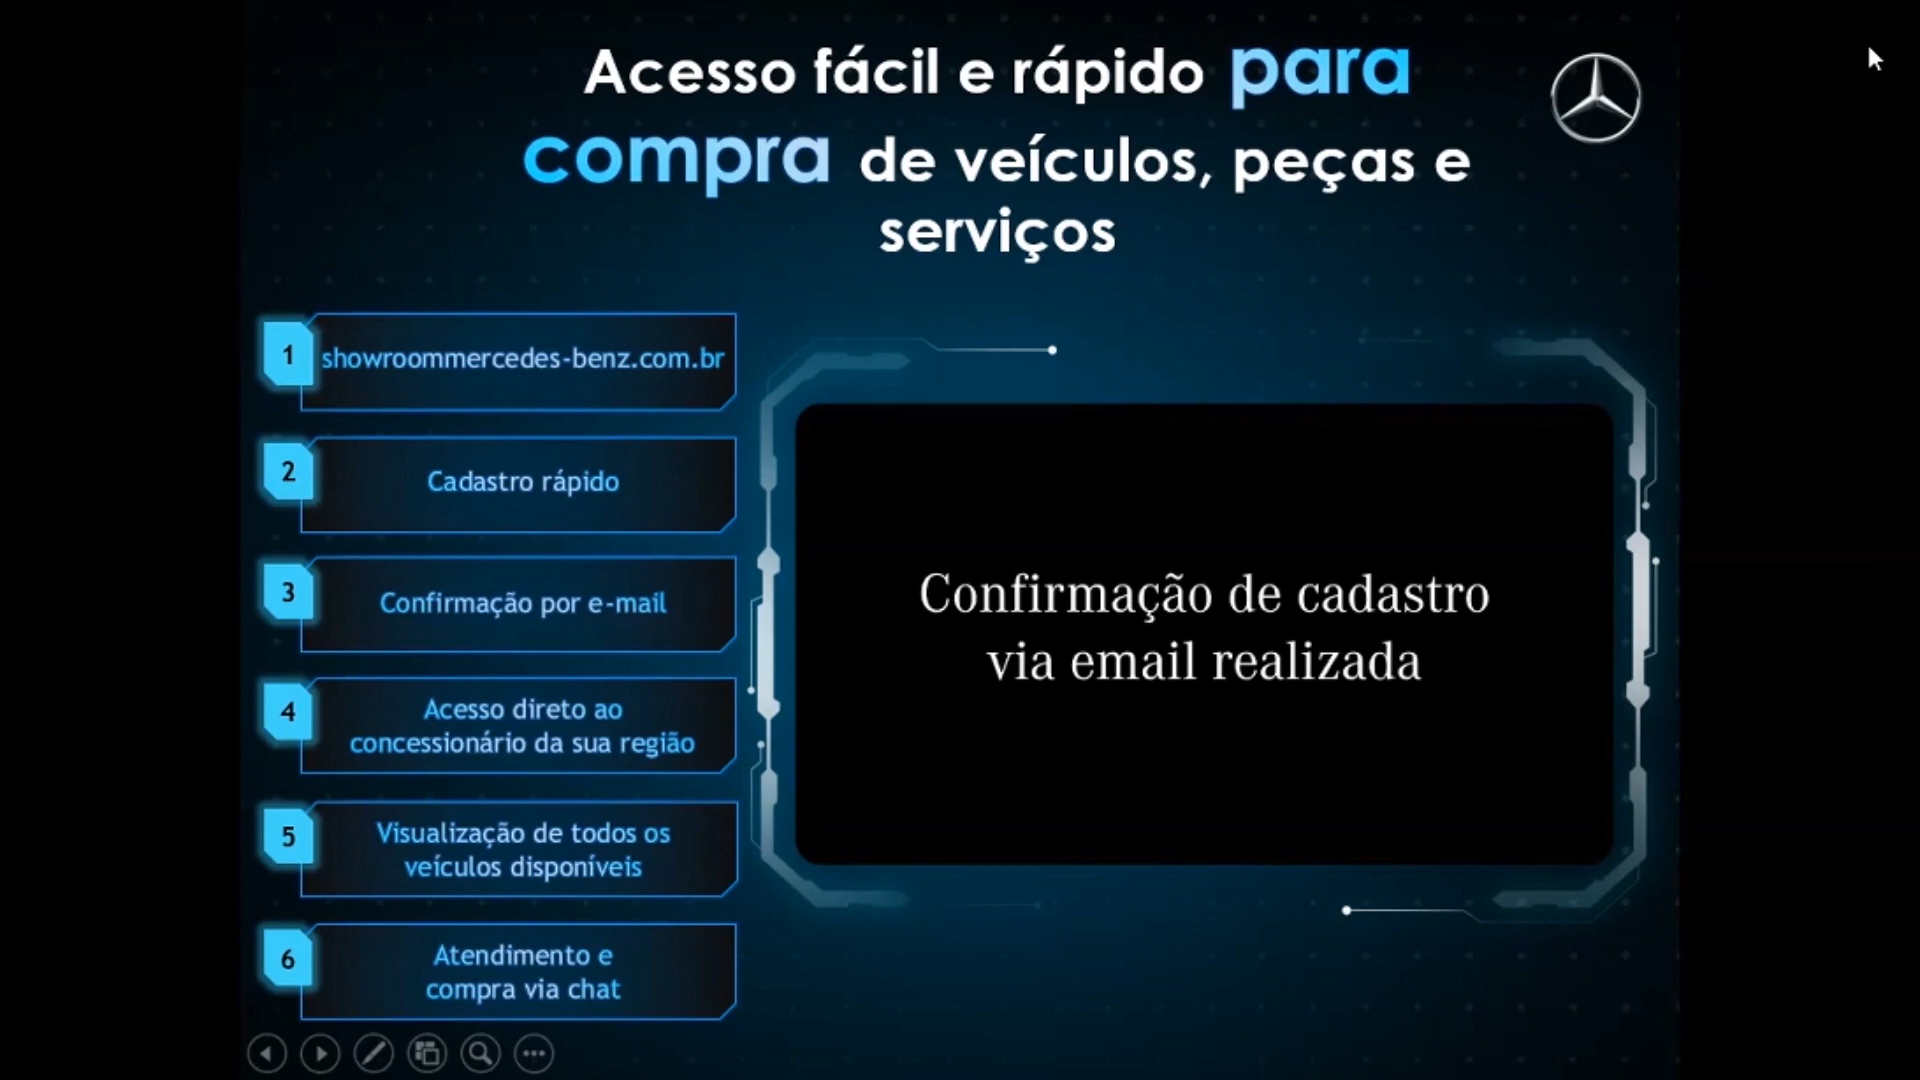 Acesso fácil e rápido para
compra de veículos, peças e
serviços
1
showroommercedes-benz.com.br
2
Cadastro rápido
3
Confirmação por e-mail
4
Acesso direto ao
concessionário da sua região
5
Visualização de todos os
veículos disponíveis
6
Atendimento e
compra via chat
Confirmação de cadastro
via email realizada